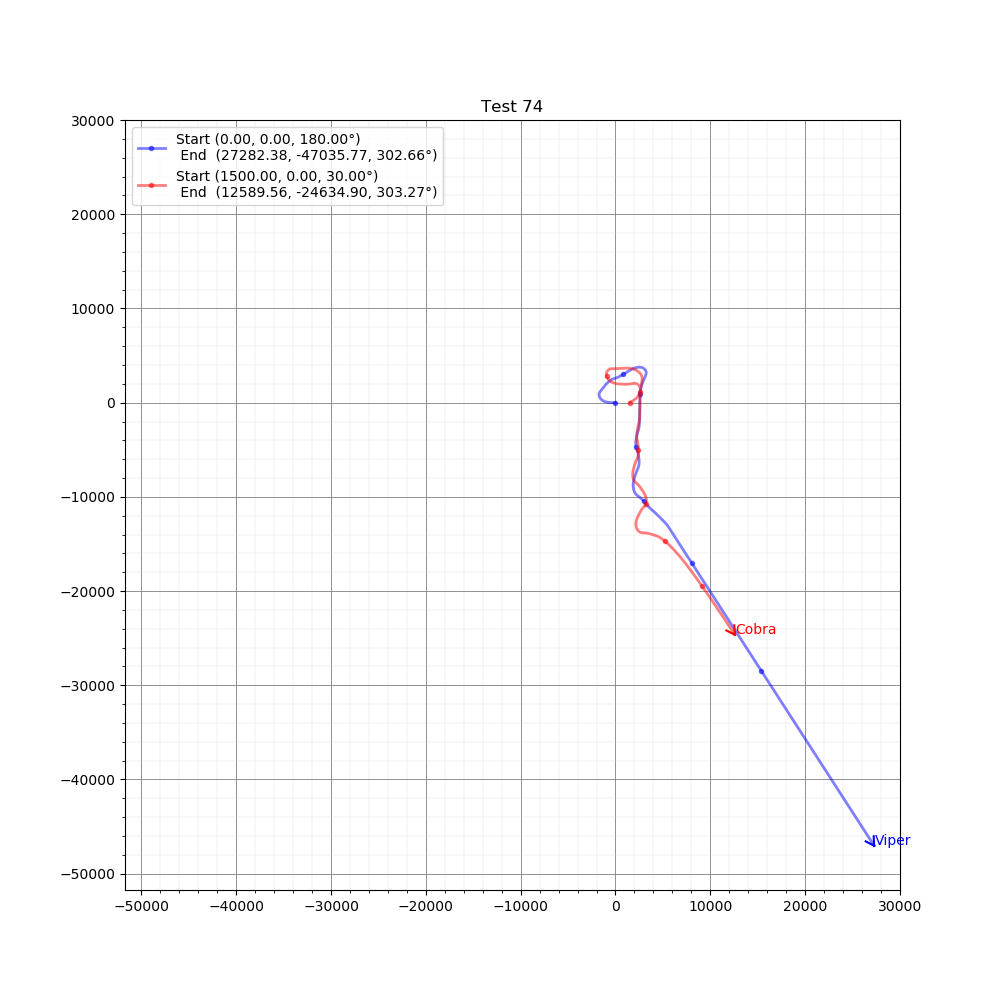 Test 74
Start (0.00, 0.00, 180.00°)
End (27282.38, -47035.77, 302.66°)
Start (1500.00, 0.00, 30.00°)
End (12589.56, -24634.90, 303.27°)
30000
20000
10000
0
−10000
−20000
−30000
−40000
−50000
Cobra
Viper
−50000 −40000 −30000 −20000 −10000 0 10000 20000 30000